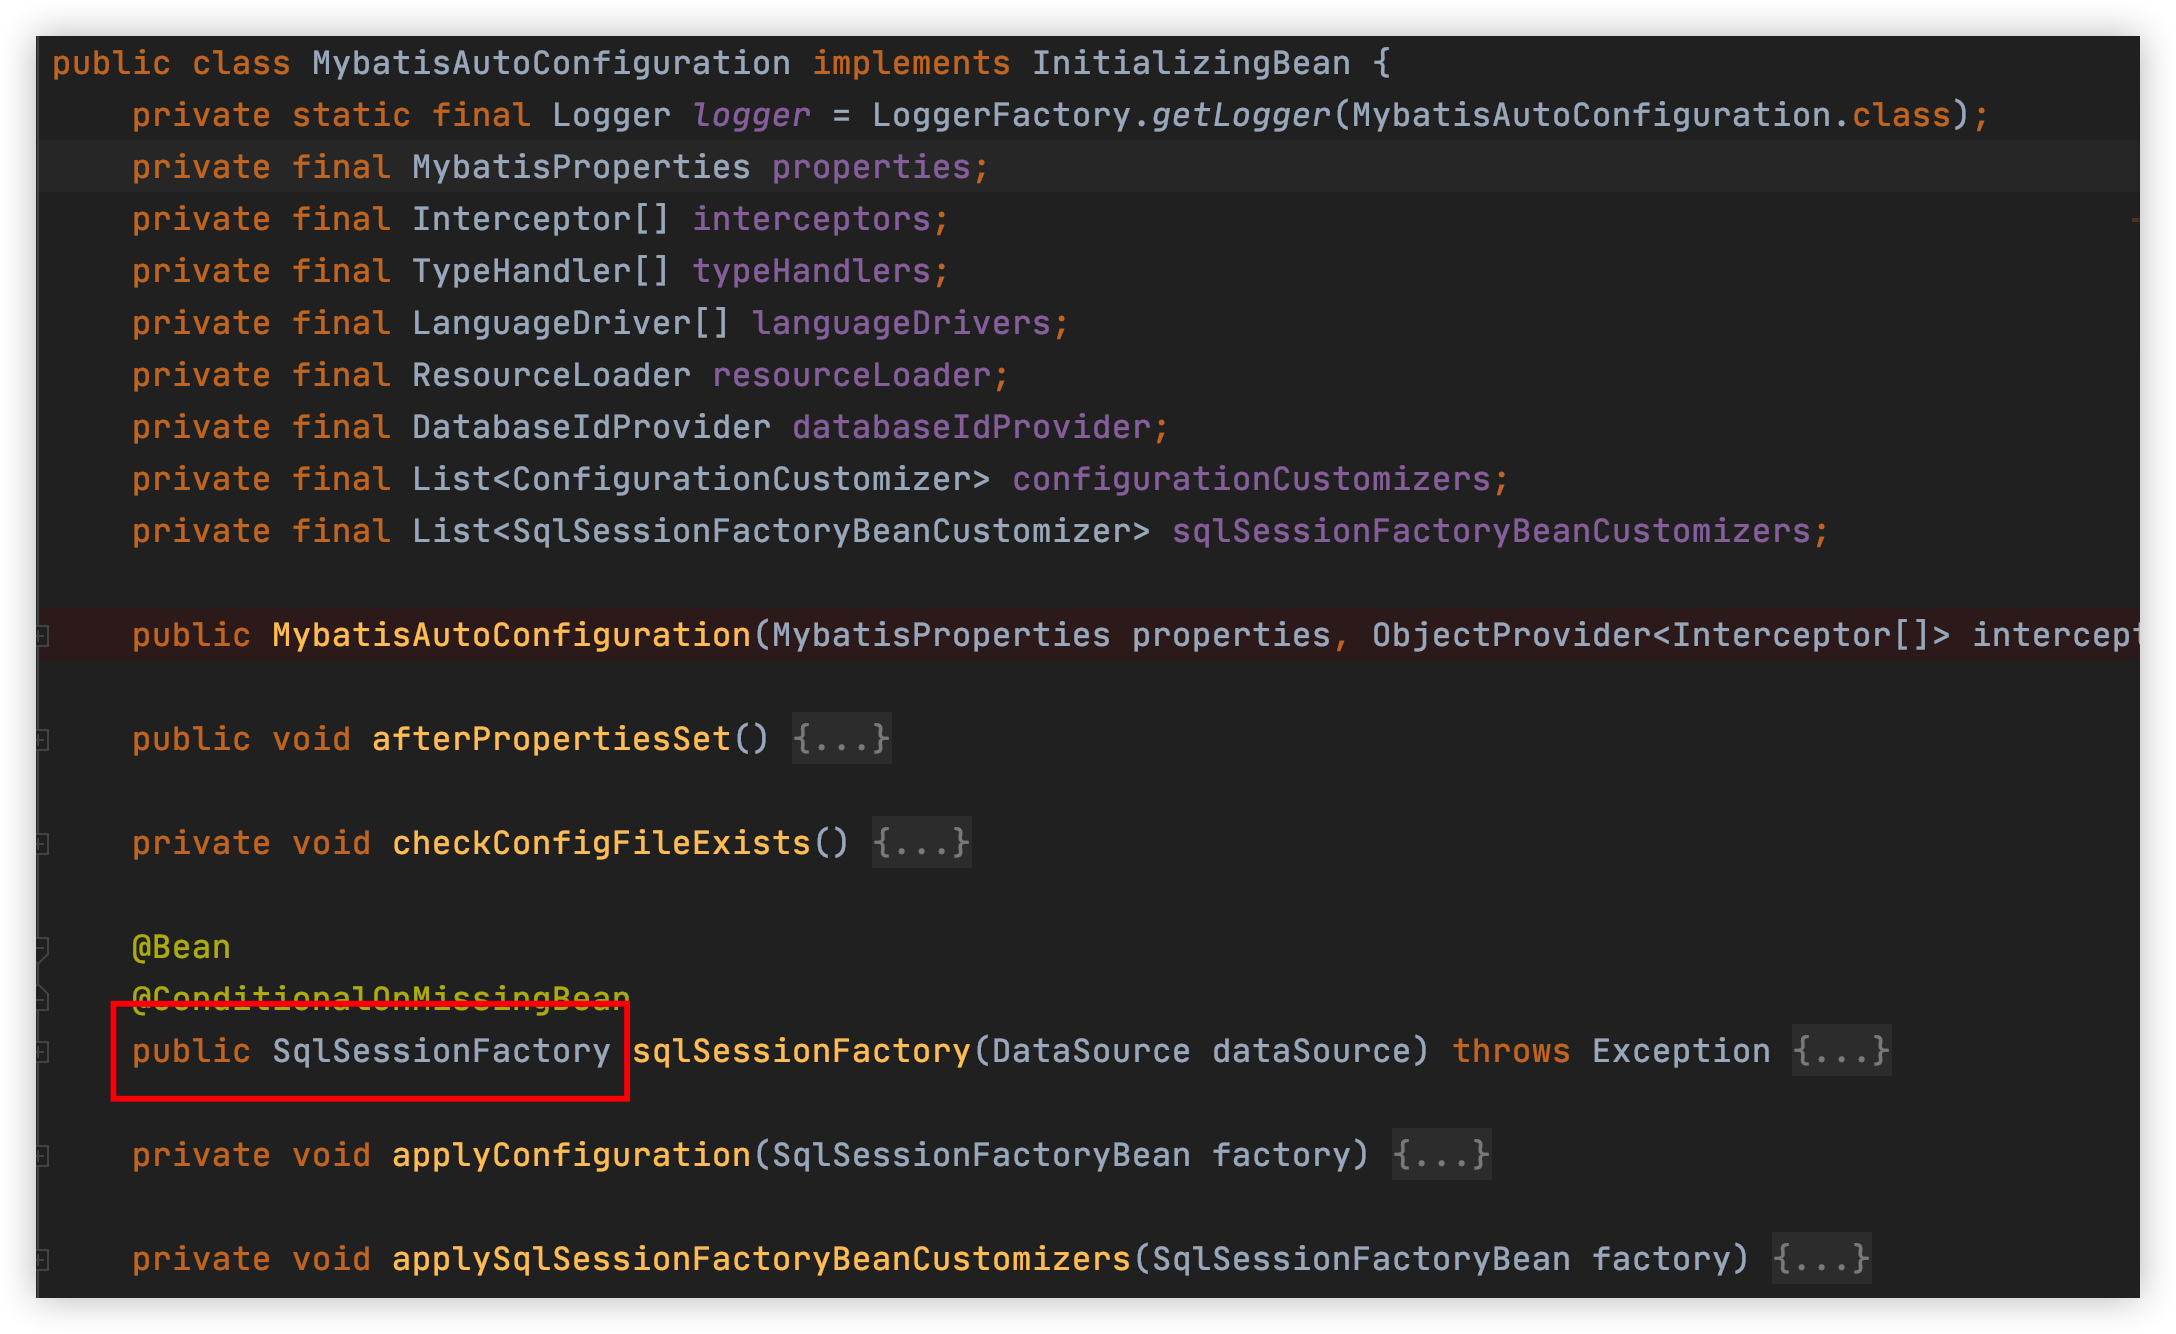 public class MybatisAutoConfiguration implements InitializingBean {
private static final Logger logger = LoggerFactory.getLogger(MybatisAutoConfiguration.class);
private final MybatisProperties properties;
private final Interceptor[] interceptors;
private final TypeHandler[] typeHandlers;
private final LanguageDriver[] languageDrivers;
private final ResourceLoader resourceLoader;
private final DatabaseIdProvider databaseIdProvider;
private final List<ConfigurationCustomizer> configurationCustomizers;
private final List<SqlSessionFactoryBeanCustomizer> sqlSessionFactoryBeanCustomizers;
public MybatisAutoConfiguration(MybatisProperties properties, ObjectProvider<Interceptor[]> intercept
public void afterPropertiesSet() {...}
private void checkConfigFileExists() {...}
@Bean
@ConditionalOnMissingBean
public SqlSessionFactory sqlSessionFactory(DataSource dataSource) throws Exception {...}
private void applyConfiguration(SqlSessionFactoryBean factory) {...}
private void applySqlSessionFactoryBeanCustomizers(SqlSessionFactoryBean factory) {...}